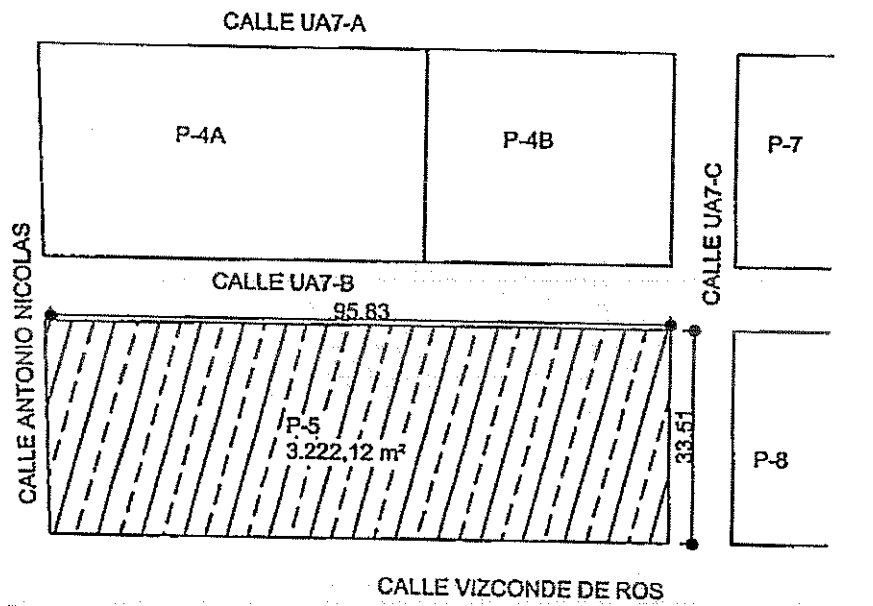 CALLE UA7-A
P-4A
P-4B
P-7
CALLE UA7-C
CALLE ANTONIO NICOLAS
CALLE UA7-B
95.83
P-5
3.222,12 m²
33.51
P-8
CALLE VIZCONDE DE ROS